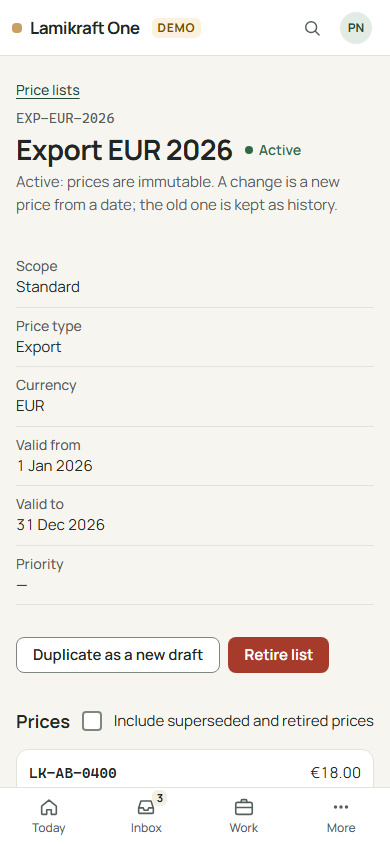 Lamikraft One DEMO PN
Price lists
EXP-EUR-2026
Export EUR 2026 Active
Active: prices are immutable. A change is a new
price from a date; the old one is kept as history.
Scope
Standard
Price type
Export
Currency
EUR
Valid from
1 Jan 2026
Valid to
31 Dec 2026
Priority
—
Duplicate as a new draft Retire list
Prices Include superseded and retired prices
LK-AB-0400 €18.00
3
Today Inbox Work More